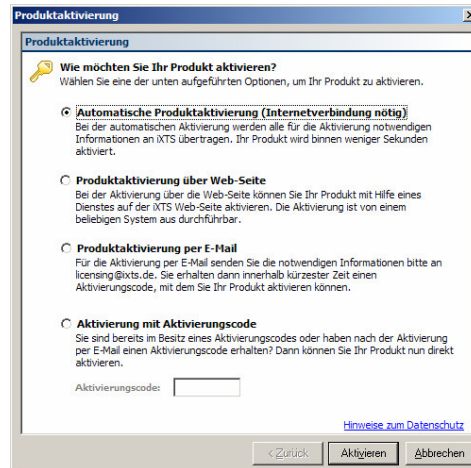 Produktaktivierung
Produktaktivierung
Wie möchten Sie Ihr Produkt aktivieren?
Wählen Sie eine der unten aufgeführten Optionen, um Ihr Produkt zu aktivieren.
Automatische Produktaktivierung (Internetverbindung nötig)
Bei der automatischen Aktivierung werden alle für die Aktivierung notwendigen
Informationen an iXTS übertragen. Ihr Produkt wird binnen weniger Sekunden
aktiviert.
Produktaktivierung über Web-Seite
Bei der Aktivierung über die Web-Seite können Sie Ihr Produkt mit Hilfe eines
Dienstes auf der iXTS Web-Seite aktivieren. Die Aktivierung ist von einem
beliebigen System aus durchführbar.
Produktaktivierung per E-Mail
Für die Aktivierung per E-Mail senden Sie die notwendigen Informationen bitte an
licensing@ixts.de. Sie erhalten dann innerhalb kürzester Zeit einen
Aktivierungscode, mit dem Sie Ihr Produkt aktivieren können.
Aktivierung mit Aktivierungscode
Sie sind bereits im Besitz eines Aktivierungscodes oder haben nach der Aktivierung
per E-Mail einen Aktivierungscode erhalten? Dann können Sie Ihr Produkt nun direkt
aktivieren.
Aktivierungscode:
Hinweise zum Datenschutz
< Zurück Aktivieren Abbrechen